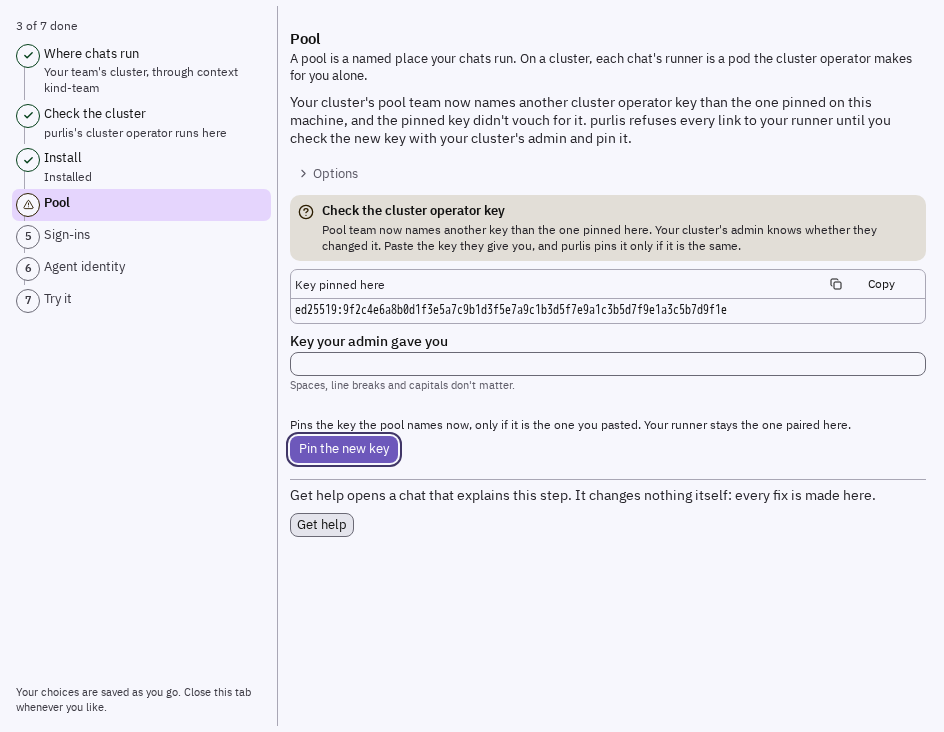 3 of 7 done
Where chats run
Your team's cluster, through context
kind-team
Check the cluster
purlis's cluster operator runs here
Install
Installed
Pool
5 Sign-ins
6 Agent identity
7 Try it
Your choices are saved as you go. Close this tab
whenever you like.
Pool
A pool is a named place your chats run. On a cluster, each chat's runner is a pod the cluster operator makes
for you alone.
Your cluster's pool team now names another cluster operator key than the one pinned on this
machine, and the pinned key didn't vouch for it. purlis refuses every link to your runner until you
check the new key with your cluster's admin and pin it.
Options
Check the cluster operator key
Pool team now names another key than the one pinned here. Your cluster's admin knows whether they
changed it. Paste the key they give you, and purlis pins it only if it is the same.
Key pinned here
Copy
ed25519:9f2c4e6a8b0d1f3e5a7c9b1d3f5e7a9c1b3d5f7e9a1c3b5d7f9e1a3c5b7d9f1e
Key your admin gave you
Spaces, line breaks and capitals don't matter.
Pins the key the pool names now, only if it is the one you pasted. Your runner stays the one paired here.
Pin the new key
Get help opens a chat that explains this step. It changes nothing itself: every fix is made here.
Get help